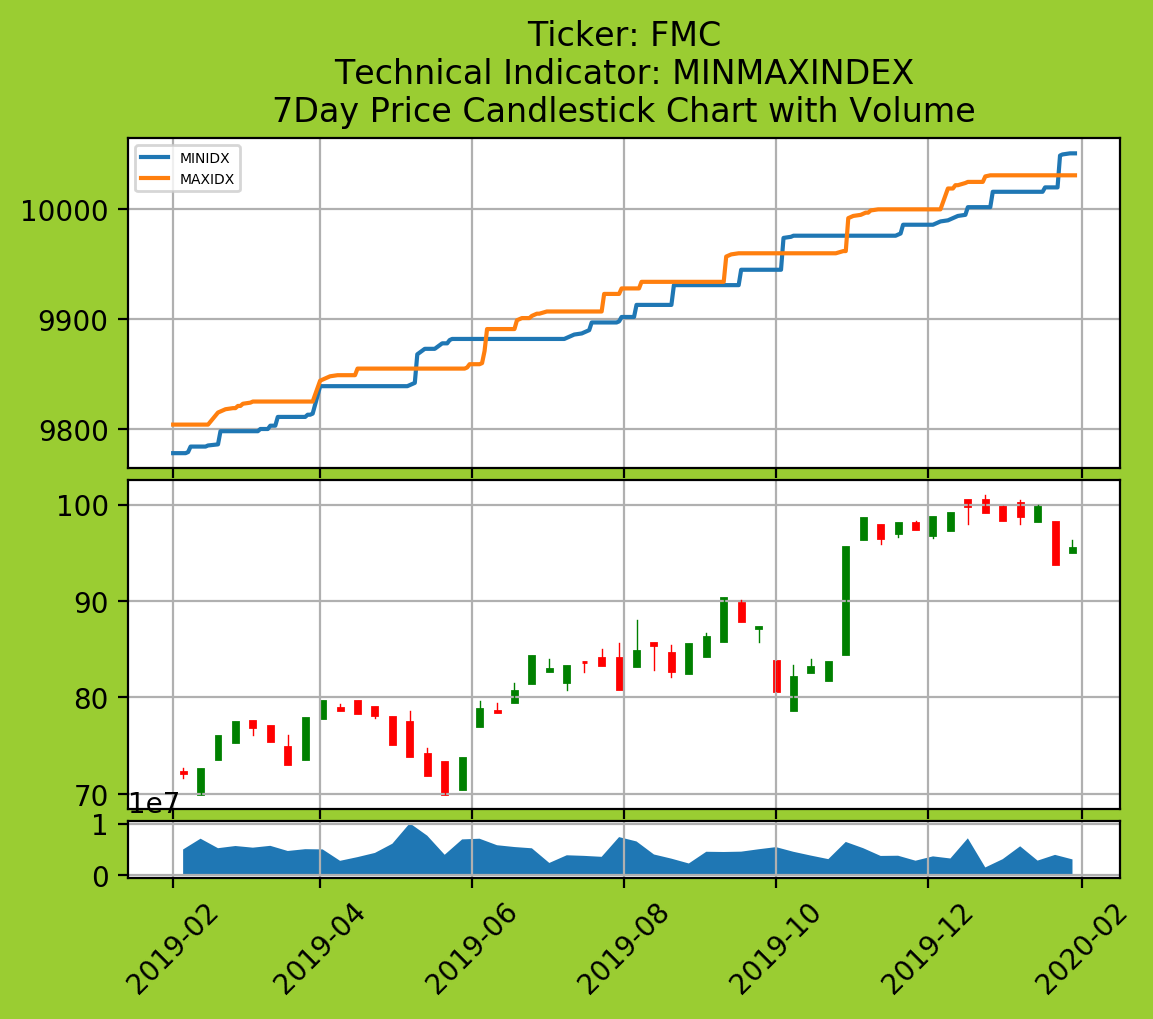 Ticker: FMC
Technical Indicator: MINMAXINDEX
7Day Price Candlestick Chart with Volume
MINIDX
MAXIDX
10000
9900
9800
100
90
80
70
1e7
1
0
2019-02
2019-04
2019-06
2019-08
2019-10
2019-12
2020-02